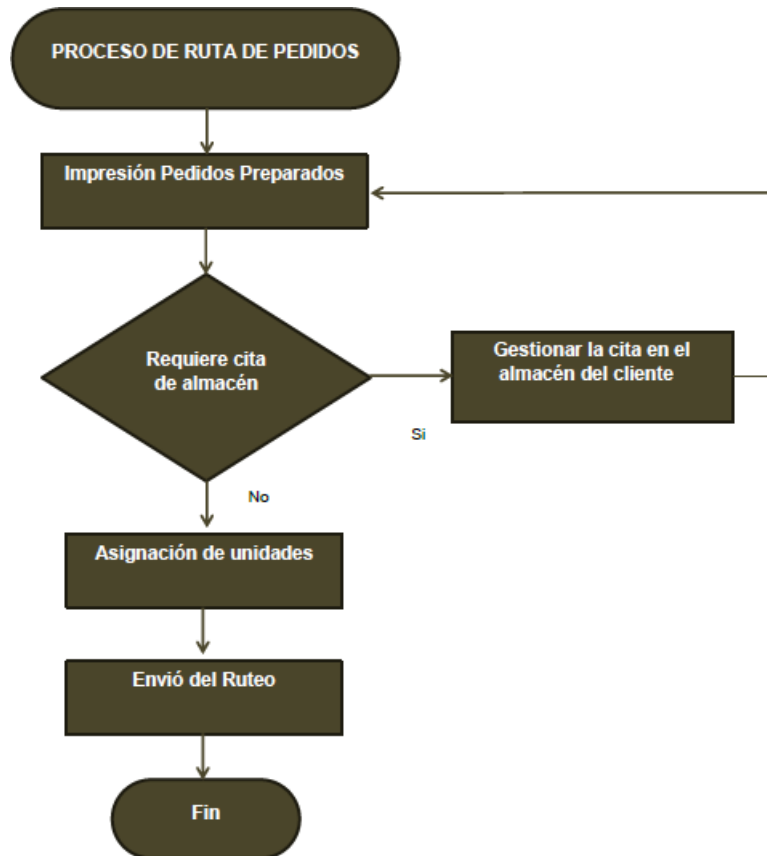 PROCESO DE RUTA DE PEDIDOS
Impresión Pedidos Preparados
Requiere cita
de almacén
Gestionar la cita en el
almacén del cliente
Si
No
Asignación de unidades
Envió del Ruteo
Fin